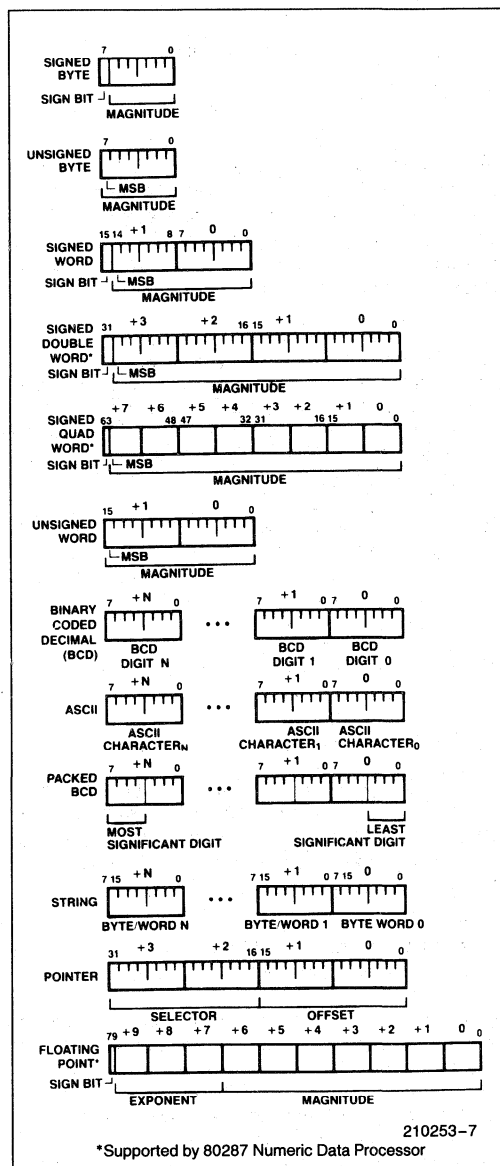 7 0
SIGNED
BYTE
SIGN BIT
MAGNITUDE
7 0
UNSIGNED
BYTE
MSB
MAGNITUDE
15 14 +1 8 7 0 0
SIGNED
WORD
SIGN BIT MSB
MAGNITUDE
SIGNED 31 +3 +2 16 15 +1 0 0
DOUBLE
WORD*
SIGN BIT MSB
MAGNITUDE
+7 +6 +5 +4 +3 +2 +1 0
SIGNED 63 48 47 32 31 16 15 0
QUAD
WORD*
SIGN BIT MSB
MAGNITUDE
15 +1 0 0
UNSIGNED
WORD
MSB
MAGNITUDE
7 +N 0 7 +1 0 7 0 0
BINARY
CODED
DECIMAL
(BCD)
•••
BCD BCD BCD
DIGIT N DIGIT 1 DIGIT 0
7 +N 0 7 +1 0 7 0 0
ASCII •••
ASCII ASCII ASCII
CHARACTERN CHARACTER1 CHARACTER0
7 +N 0 7 +1 0 7 0 0
PACKED
BCD
•••
MOST LEAST
SIGNIFICANT DIGIT SIGNIFICANT DIGIT
7 15 +N 0 7 15 +1 0 7 15 0 0
STRING •••
BYTE/WORD N BYTE/WORD 1 BYTE WORD 0
31 +3 +2 16 15 +1 0 0
POINTER
SELECTOR OFFSET
79 +9 +8 +7 +6 +5 +4 +3 +2 +1 0 0
FLOATING
POINT*
SIGN BIT
EXPONENT MAGNITUDE
210253-7
*Supported by 80287 Numeric Data Processor